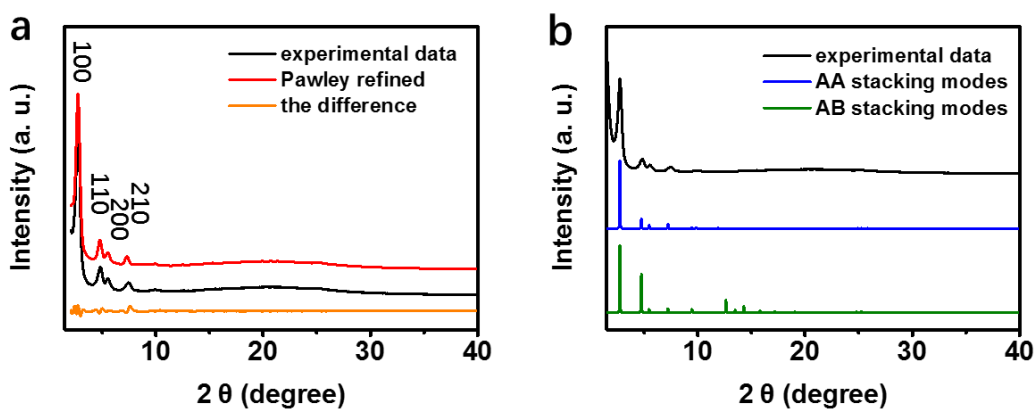 a
100
110
200
210
experimental data
Pawley refined
the difference
Intensity (a. u.)
10
20
30
40
2 θ (degree)
b
experimental data
AA stacking modes
AB stacking modes
Intensity (a. u.)
10
20
30
40
2 θ (degree)